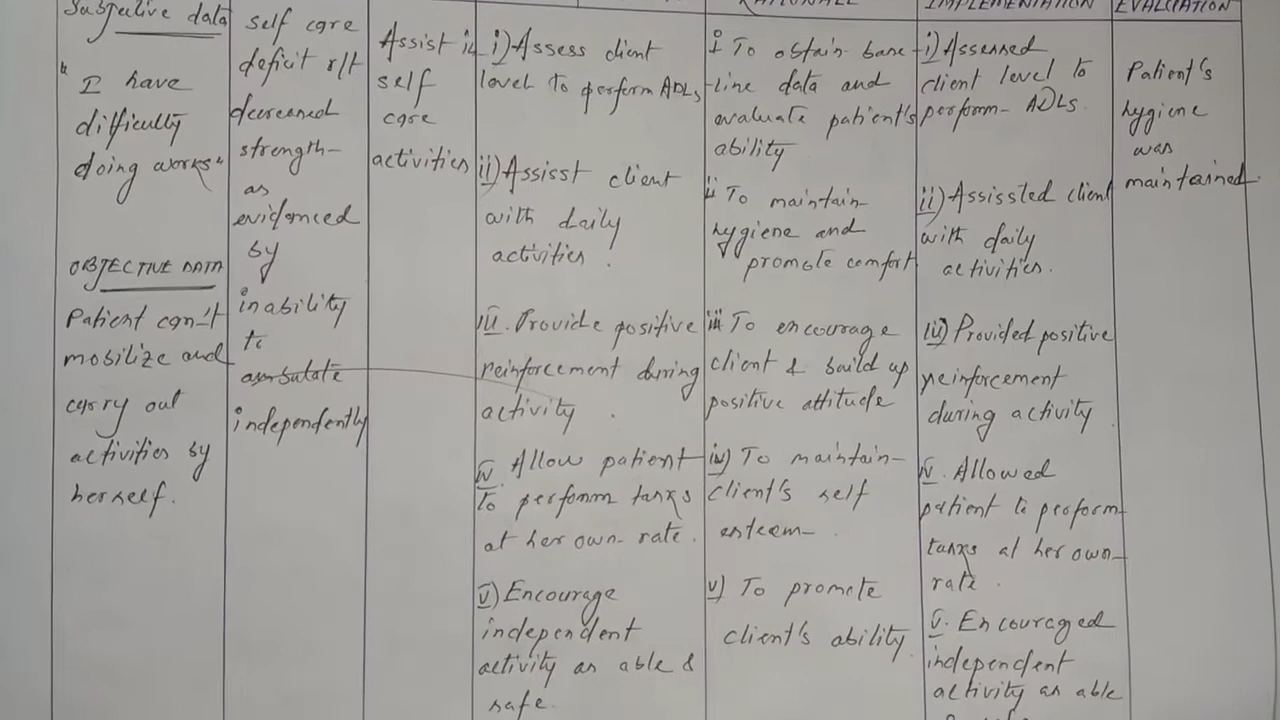 RATIONALE
IMPLEMENTATION
EVALUATION
Subjective data
" I have
difficulty
doing works"
OBJECTIVE DATA
Patient can't
mobilize and
carry out
activities by
herself.
self care
deficit r/t
decreased
strength-
as
evidenced
by
inability
to
ambulate
independently
Assist in
self
care
activities
i) Assess client
level to perform ADLs
ii) Assisst client
with daily
activities.
iii. Provide positive
reinforcement during
activity.
iv. Allow patient
to perform tasks
at her own rate.
v) Encourage
independent
activity as able &
safe.
i To obtain base
-line data and
evaluate patient's
ability
ii To maintain
hygiene and
promote comfort
iii To encourage
client & build up
positive attitude
iv) To maintain
client's self
esteem
v) To promote
client's ability.
i) Assessed
client level to
perform ADLs.
ii) Assissted client
with daily
activities.
iii) Provided positive
reinforcement
during activity
iv. Allowed
patient to perform
tasks at her own
rate.
v. Encouraged
independent
activity as able
Patient's
hygiene
was
maintained.